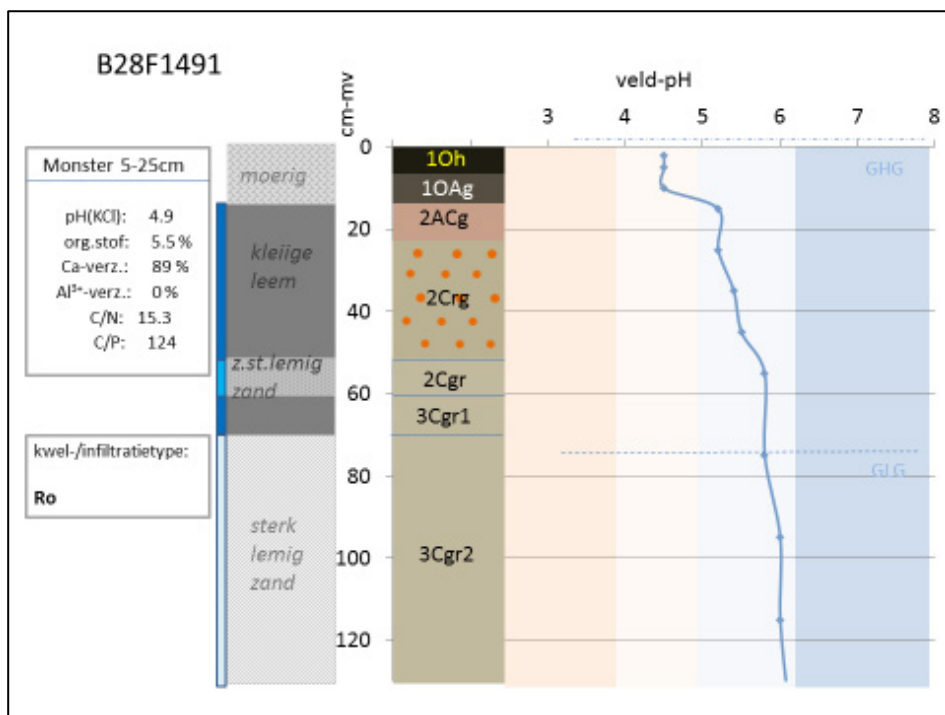 B28F1491
Monster 5-25cm
pH(KCl): 4.9
org.stof: 5.5 %
Ca-verz.: 89 %
Al³⁺-verz.: 0 %
C/N: 15.3
C/P: 124
kwel-/infiltratietype:
Ro
moerig
kleiige
leem
z.st.lemig
zand
sterk
lemig
zand
cm-mv
0
20
40
60
80
100
120
1Oh
1OAg
2ACg
2Crg
2Cgr
3Cgr1
3Cgr2
veld-pH
3 4 5 6 7 8
GHG
GLG